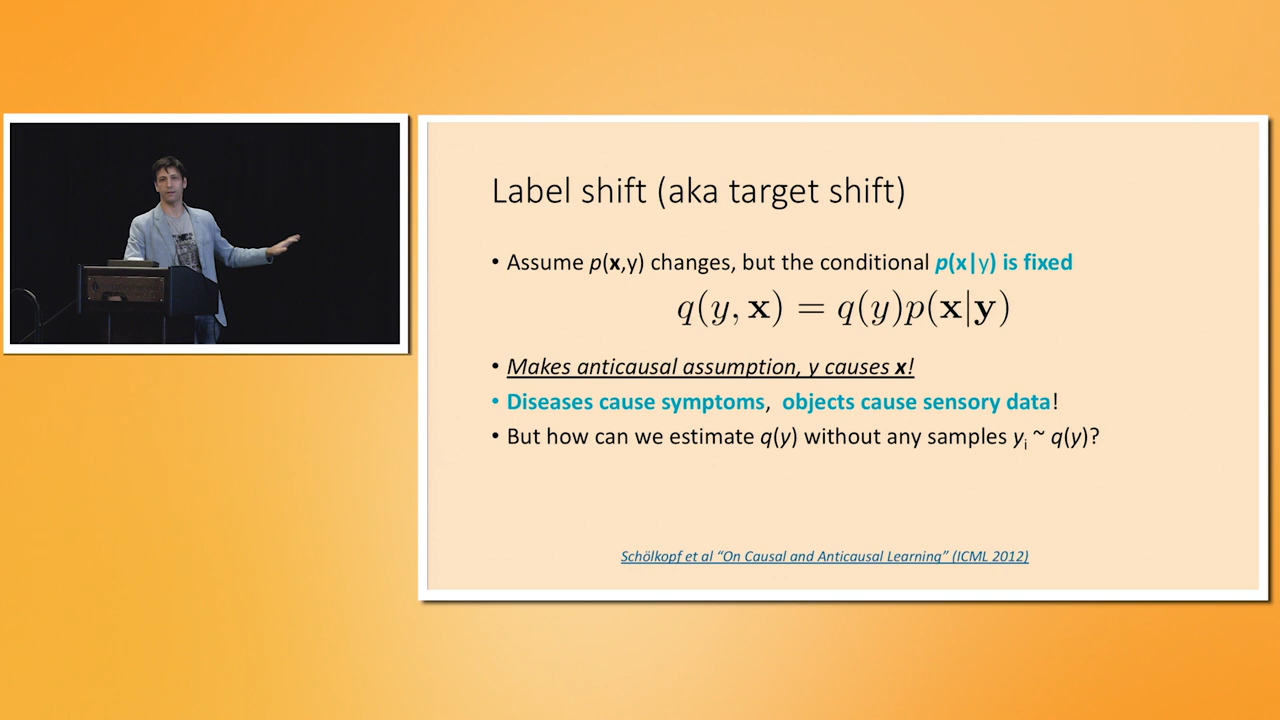 Label shift (aka target shift)
• Assume p(x,y) changes, but the conditional p(x|y) is fixed
q(y, x) = q(y)p(x|y)
• Makes anticausal assumption, y causes x!
• Diseases cause symptoms, objects cause sensory data!
• But how can we estimate q(y) without any samples yᵢ ~ q(y)?
Schölkopf et al “On Causal and Anticausal Learning” (ICML 2012)